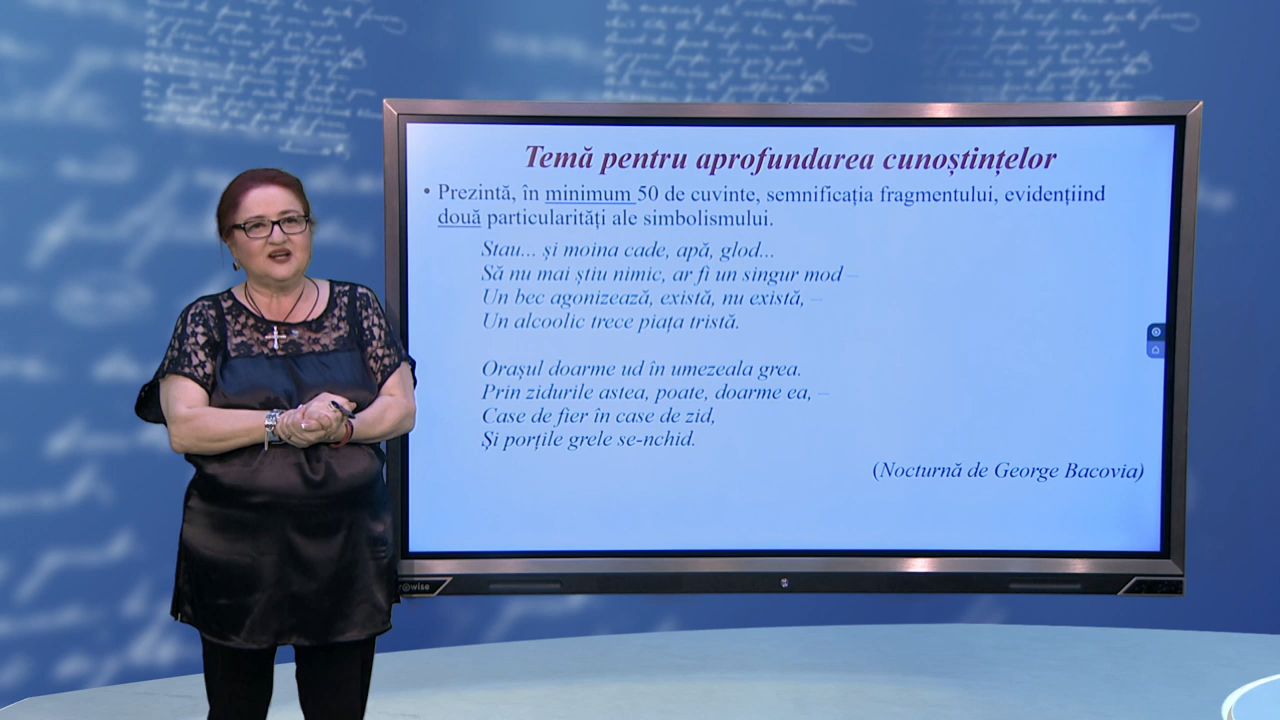 Temă pentru aprofundarea cunoștințelor
• Prezintă, în minimum 50 de cuvinte, semnificația fragmentului, evidențiind
două particularități ale simbolismului.
Stau... și moina cade, apă, glod...
Să nu mai știu nimic, ar fi un singur mod –
Un bec agonizează, există, nu există, –
Un alcoolic trece piața tristă.
Orașul doarme ud în umezeala grea.
Prin zidurile astea, poate, doarme ea, –
Case de fier în case de zid,
Și porțile grele se-nchid.
(Nocturnă de George Bacovia)
wise